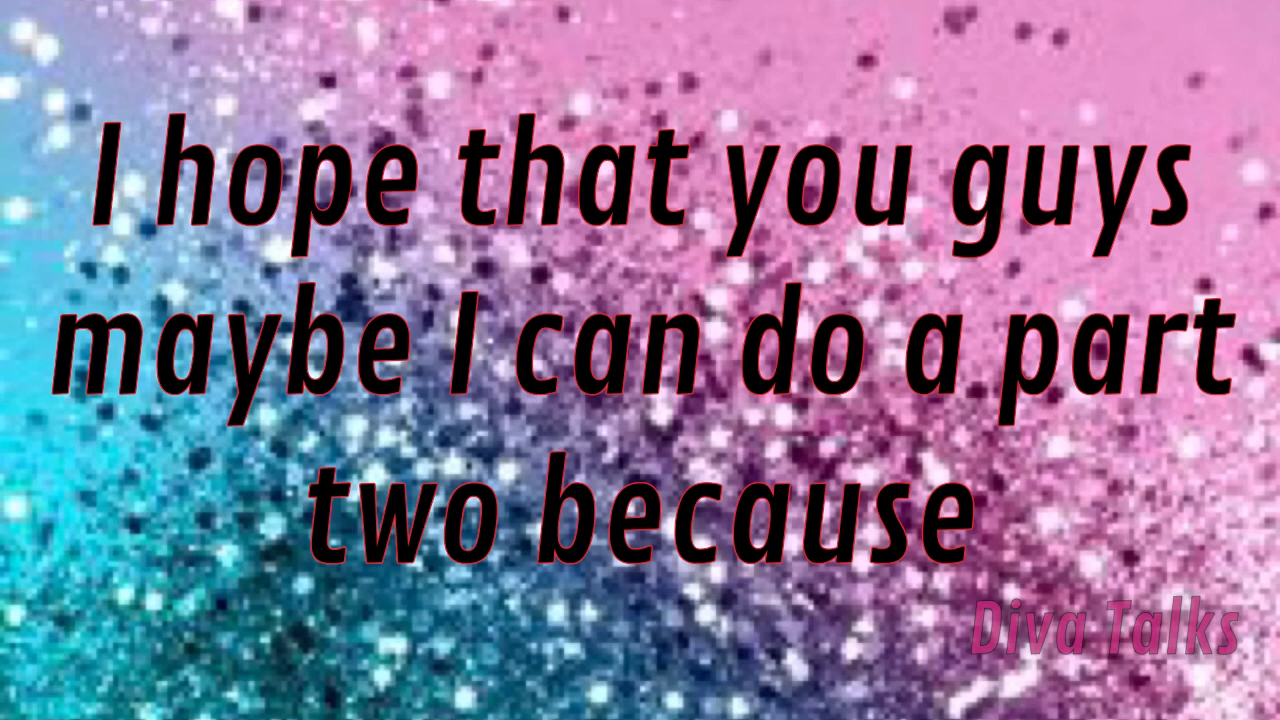 I hope that you guys
maybe I can do a part
two because
Diva Talks